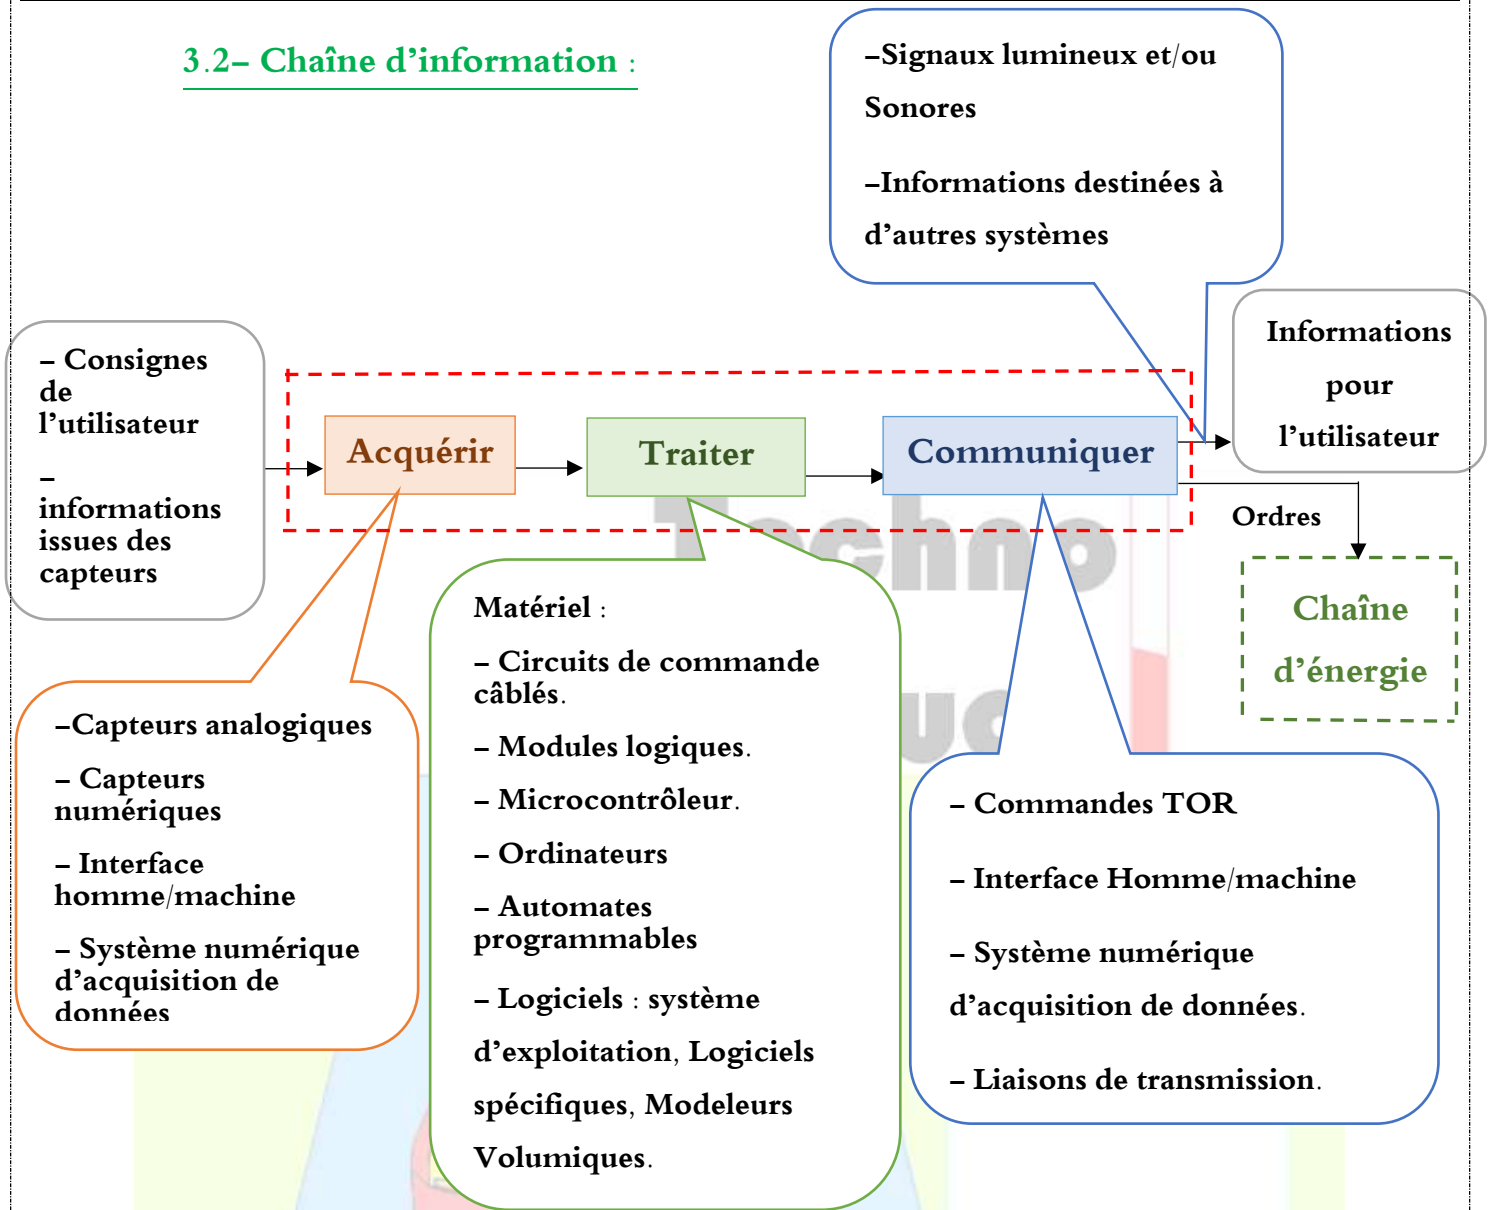 3.2– Chaîne d’information :
–Signaux lumineux et/ou
Sonores
–Informations destinées à
d’autres systèmes
– Consignes
de
l’utilisateur
–
informations
issues des
capteurs
Acquérir
Traiter
Communiquer
Informations
pour
l’utilisateur
Ordres
Chaîne
d’énergie
–Capteurs analogiques
– Capteurs
numériques
– Interface
homme/machine
– Système numérique
d’acquisition de
données
Matériel :
– Circuits de commande
câblés.
– Modules logiques.
– Microcontrôleur.
– Ordinateurs
– Automates
programmables
– Logiciels : système
d’exploitation, Logiciels
spécifiques, Modeleurs
Volumiques.
– Commandes TOR
– Interface Homme/machine
– Système numérique
d’acquisition de données.
– Liaisons de transmission.
Techno